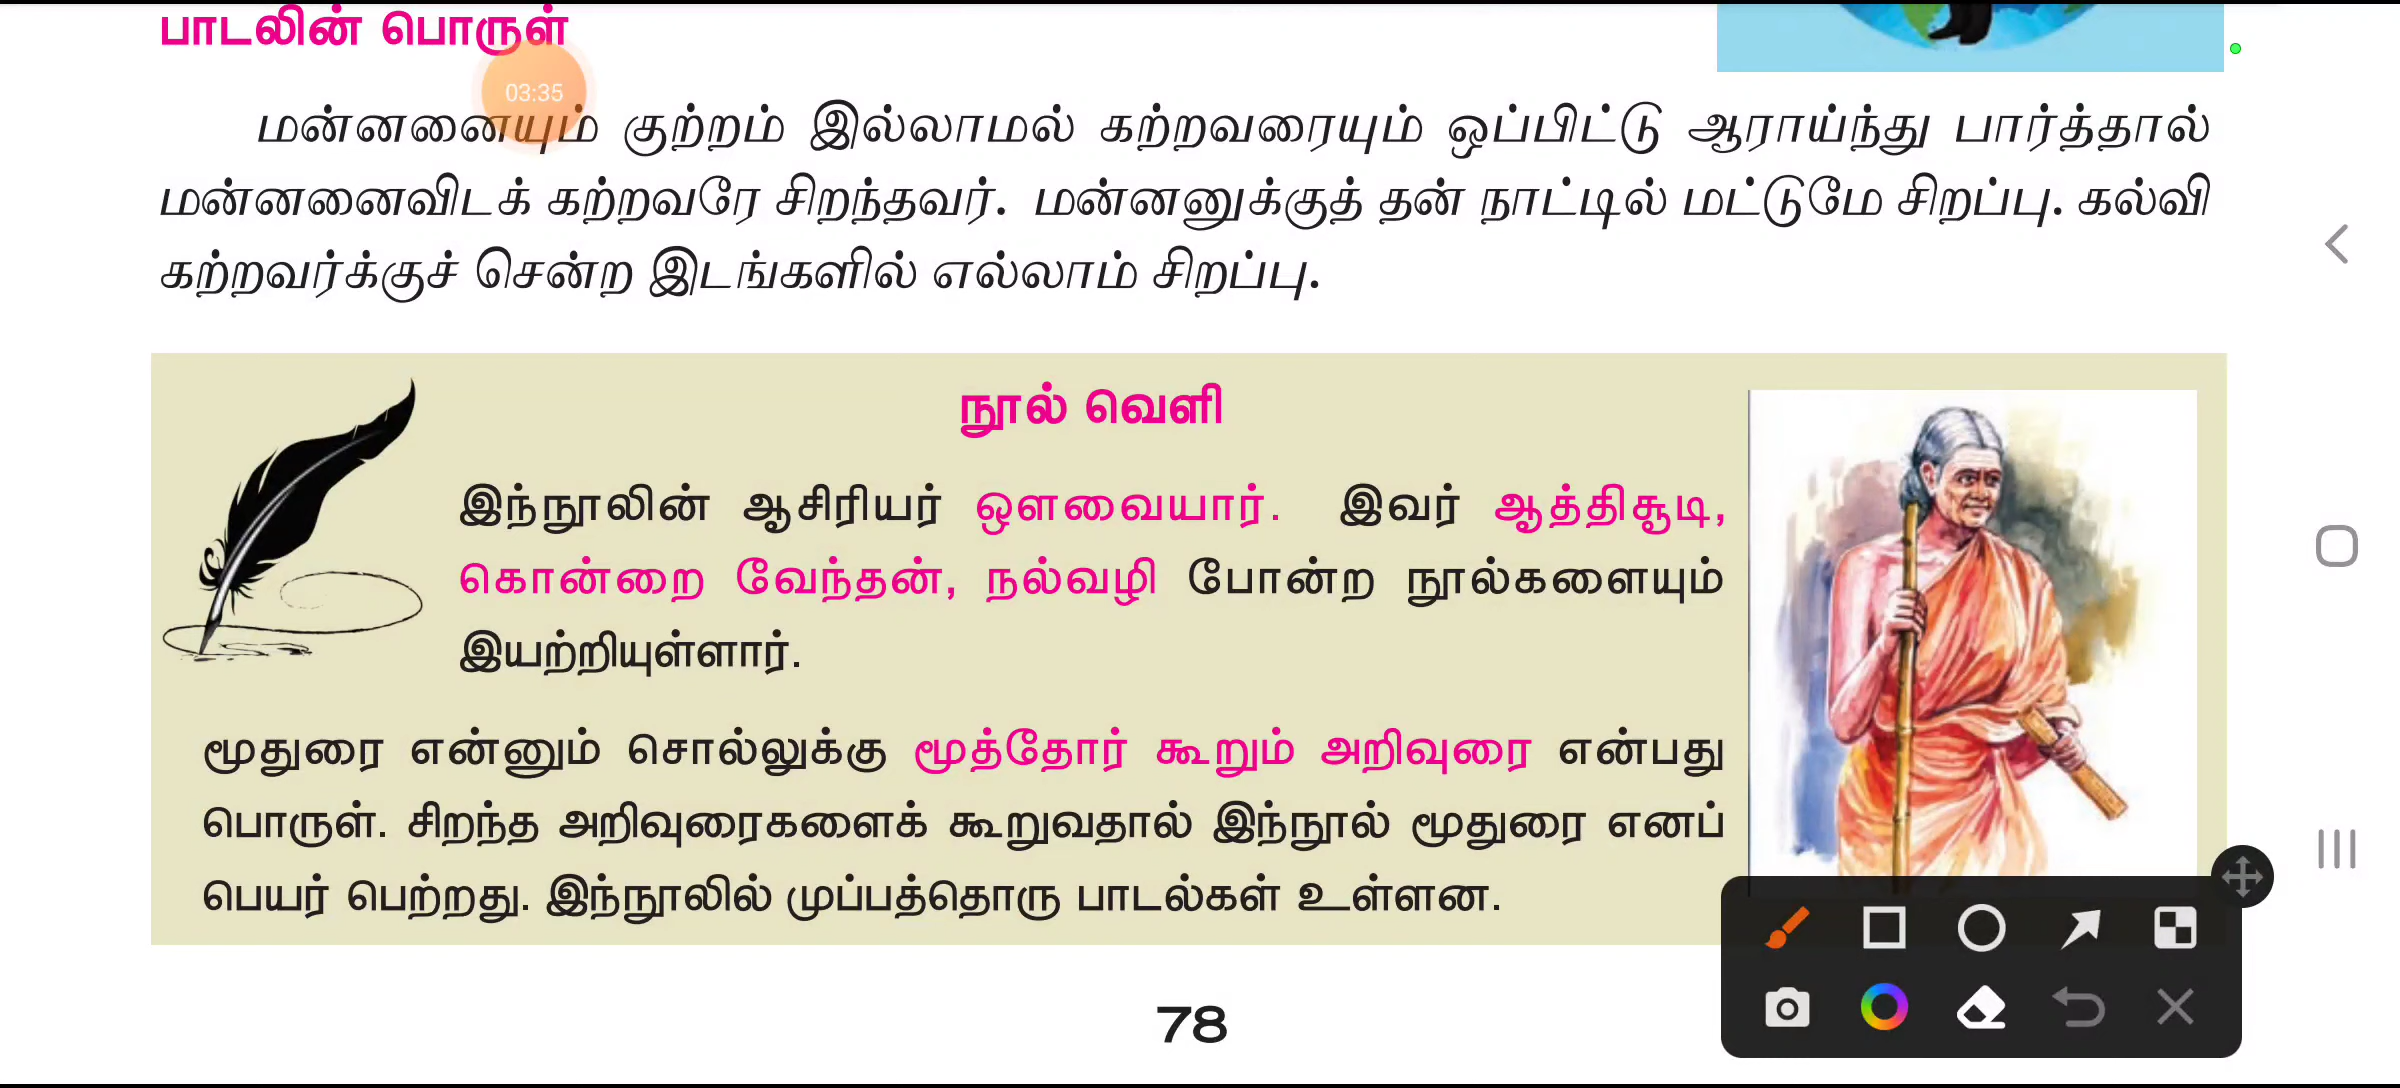 பாடலின் பொருள்
03:35
மன்னனையும் குற்றம் இல்லாமல் கற்றவரையும் ஒப்பிட்டு ஆராய்ந்து பார்த்தால்
மன்னனைவிடக் கற்றவரே சிறந்தவர். மன்னனுக்குத் தன் நாட்டில் மட்டுமே சிறப்பு. கல்வி
கற்றவர்க்குச் சென்ற இடங்களில் எல்லாம் சிறப்பு.
நூல் வெளி
இந்நூலின் ஆசிரியர் ஔவையார். இவர் ஆத்திசூடி,
கொன்றை வேந்தன், நல்வழி போன்ற நூல்களையும்
இயற்றியுள்ளார்.
மூதுரை என்னும் சொல்லுக்கு மூத்தோர் கூறும் அறிவுரை என்பது
பொருள். சிறந்த அறிவுரைகளைக் கூறுவதால் இந்நூல் மூதுரை எனப்
பெயர் பெற்றது. இந்நூலில் முப்பத்தொரு பாடல்கள் உள்ளன.
78